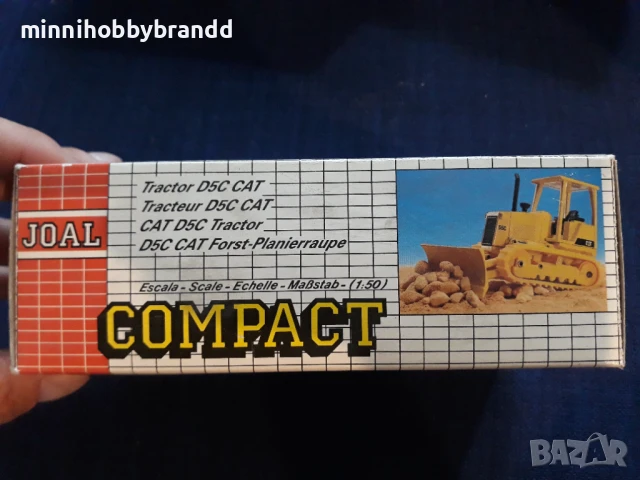 minnihobbybrandd
JOAL
Tractor D5C CAT
Tracteur D5C CAT
CAT D5C Tractor
D5C CAT Forst-Planierraupe
Escala - Scale - Echelle - Maßstab - (1:50)
COMPACT
D5C
BAZAR